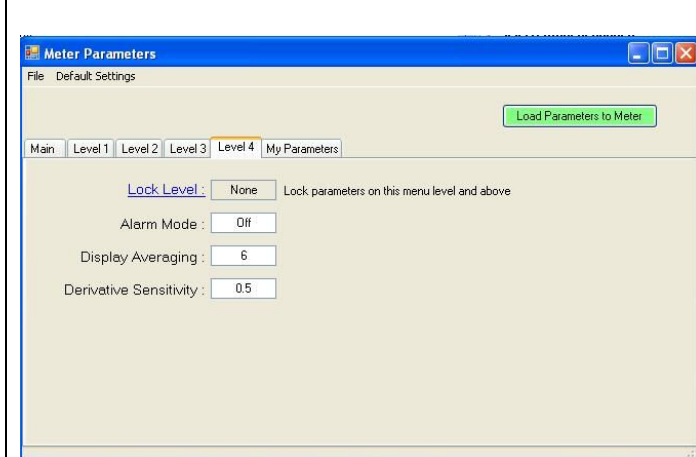 Meter Parameters
File Default Settings
Load Parameters to Meter
Main Level 1 Level 2 Level 3 Level 4 My Parameters
Lock Level : None Lock parameters on this menu level and above
Alarm Mode : Off
Display Averaging : 6
Derivative Sensitivity : 0.5